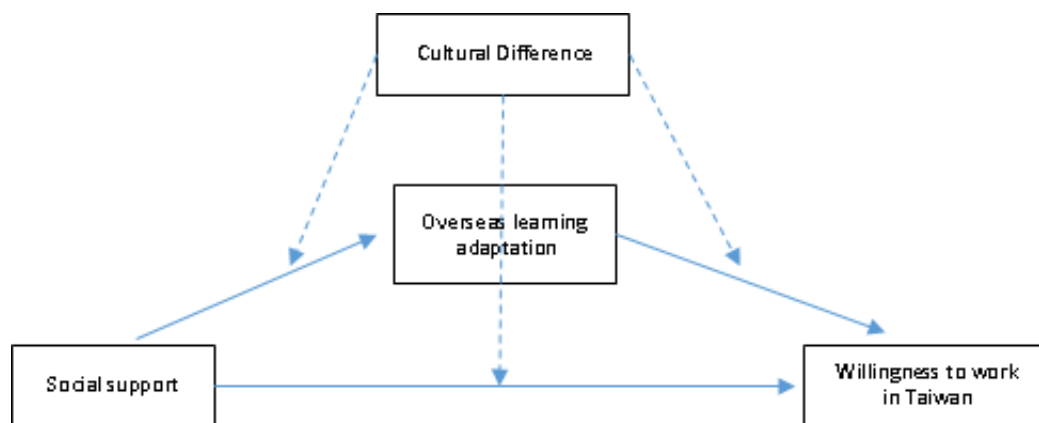 Cultural Difference
Overseas learning
adaptation
Social support
Willingness to work
in Taiwan